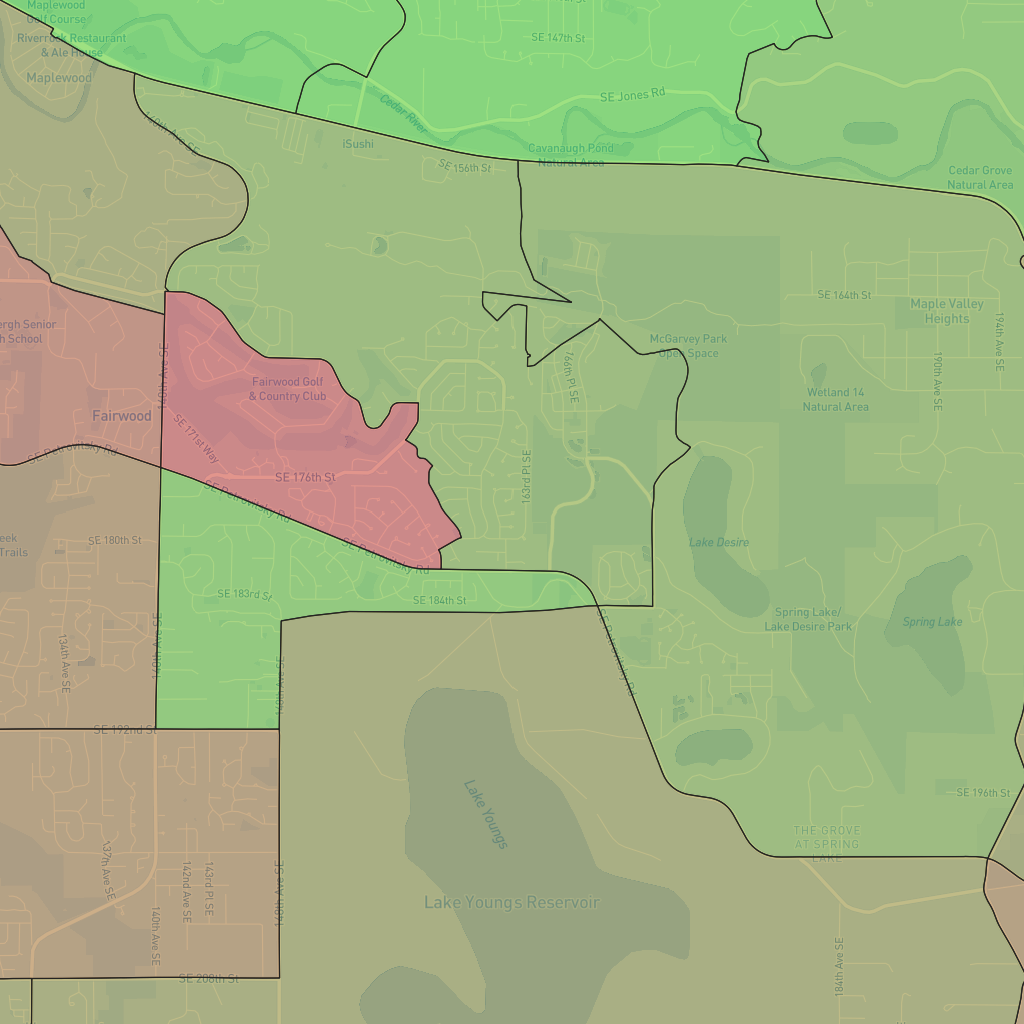 Maplewood
Golf Course
Riverrock Restaurant
& Ale House
Maplewood
SE 147th St
SE Jones Rd
Cedar River
iSushi
140th Ave SE
SE 156th St
Cavanaugh Pond
Natural Area
Cedar Grove
Natural Area
SE 164th St
Maple Valley
Heights
194th Ave SE
McGarvey Park
Open Space
190th Ave SE
Wetland 14
Natural Area
ergh Senior
h School
140th Ave SE
Fairwood Golf
& Country Club
166th Pl SE
Fairwood
SE 171st Way
SE Petrovitsky Rd
SE 176th St
163rd Pl SE
SE Petrovitsky Rd
SE Petrovitsky Rd
eek
Trails
SE 180th St
Lake Desire
SE 183rd St
SE 184th St
Spring Lake/
Lake Desire Park
Spring Lake
140th Ave SE
134th Ave SE
148th Ave SE
SE Petrovitsky Rd
SE 192nd St
Lake Youngs
SE 196th St
THE GROVE
AT SPRING
LAKE
137th Ave SE
142nd Ave SE
143rd Pl SE
148th Ave SE
Lake Youngs Reservoir
140th Ave SE
184th Ave SE
SE 208th St